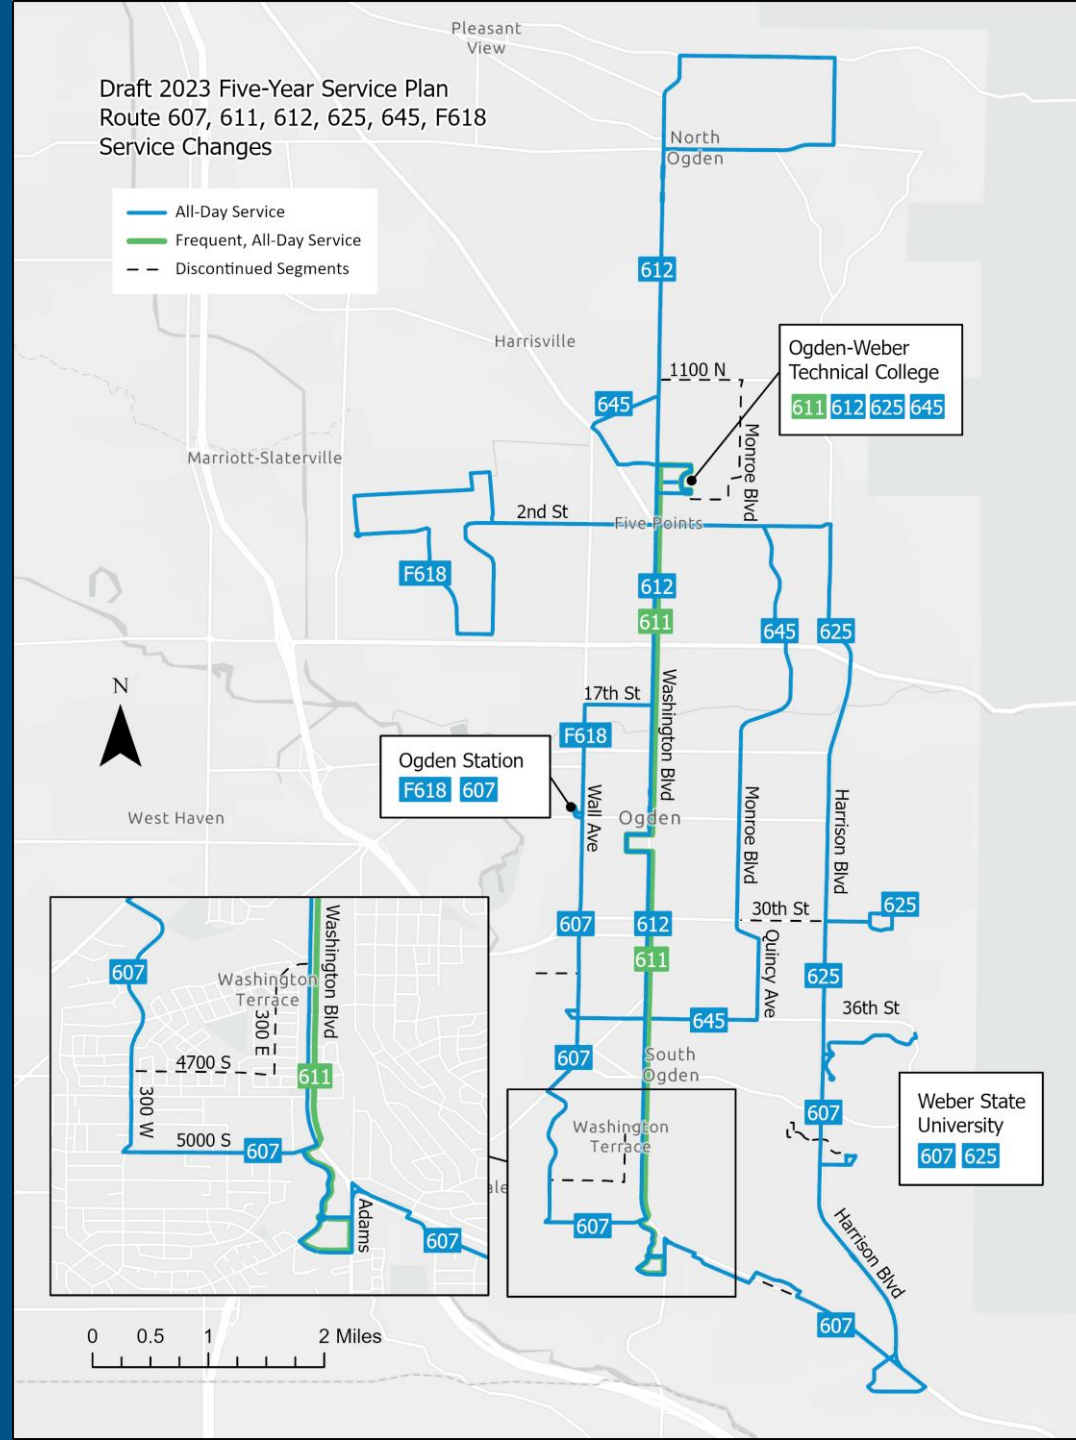 Pleasant
View
Draft 2023 Five-Year Service Plan
Route 607, 611, 612, 625, 645, F618
Service Changes
North
Ogden
All-Day Service
Frequent, All-Day Service
Discontinued Segments
612
Harrisville
Ogden-Weber
Technical College
611 612 625 645
1100 N
645
Monroe Blvd
Marriott-Slaterville
2nd St
Five Points
F618
612
611
645
625
N
17th St
Washington Blvd
F618
Ogden Station
F618 607
Wall Ave
Ogden
Monroe Blvd
Harrison Blvd
West Haven
30th St
625
607
612
611
Quincy Ave
625
36th St
645
607
South
Ogden
607
Weber State
University
607 625
Washington
Terrace
607
Harrison Blvd
607
607
Washington
Terrace
Washington Blvd
300 E
4700 S
611
300 W
5000 S
607
Adams
607
ale
0 0.5 1 2 Miles